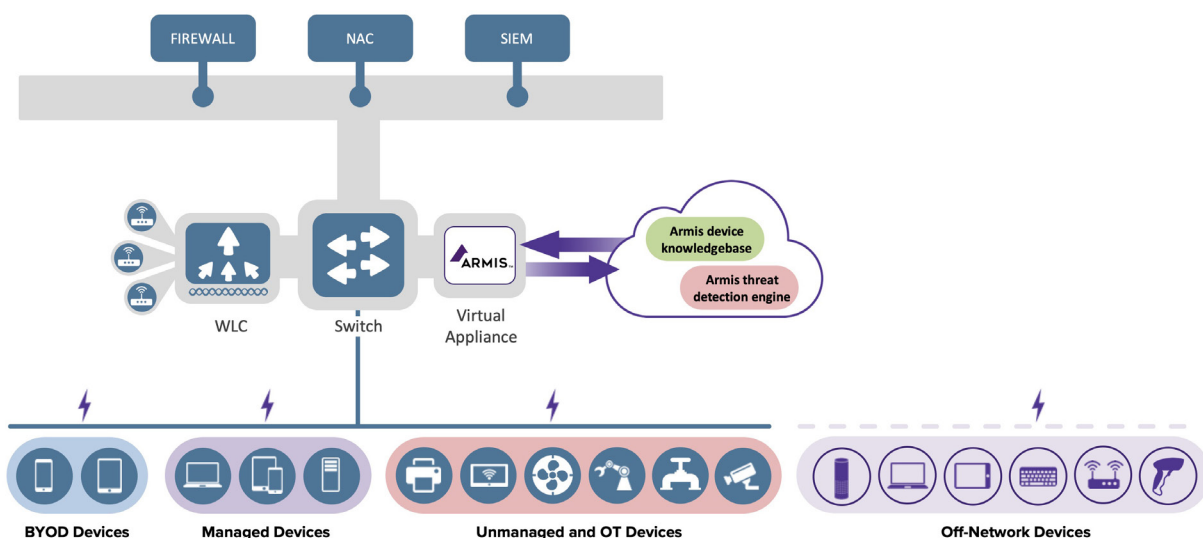 FIREWALL
NAC
SIEM
Armis device
knowledgebase
ARMIS™
Armis threat
detection engine
WLC
Switch
Virtual
Appliance
BYOD Devices
Managed Devices
Unmanaged and OT Devices
Off-Network Devices